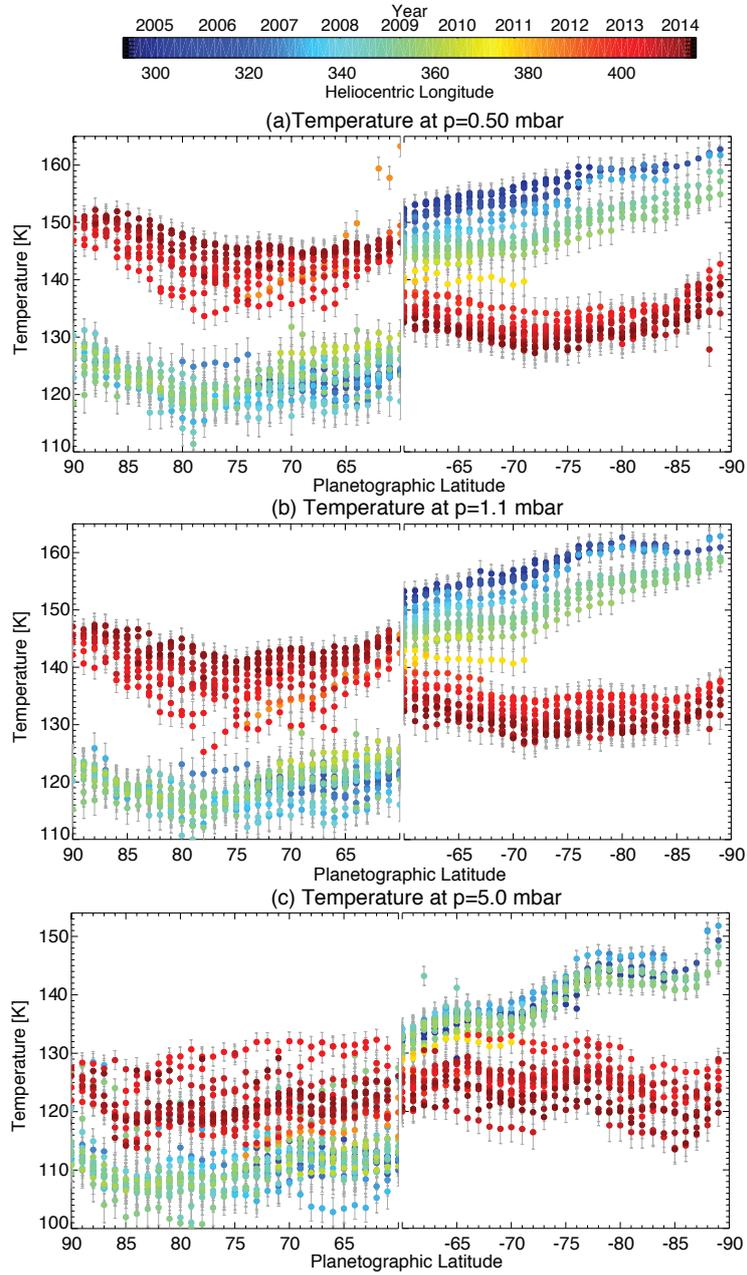 Year
2005 2006 2007 2008 2009 2010 2011 2012 2013 2014
300 320 340 360 380 400
Heliocentric Longitude
(a)Temperature at p=0.50 mbar
Temperature [K]
160
150
140
130
120
110
90 85 80 75 70 65 -65 -70 -75 -80 -85 -90
Planetographic Latitude
(b) Temperature at p=1.1 mbar
Temperature [K]
160
150
140
130
120
110
90 85 80 75 70 65 -65 -70 -75 -80 -85 -90
Planetographic Latitude
(c) Temperature at p=5.0 mbar
Temperature [K]
150
140
130
120
110
100
90 85 80 75 70 65 -65 -70 -75 -80 -85 -90
Planetographic Latitude